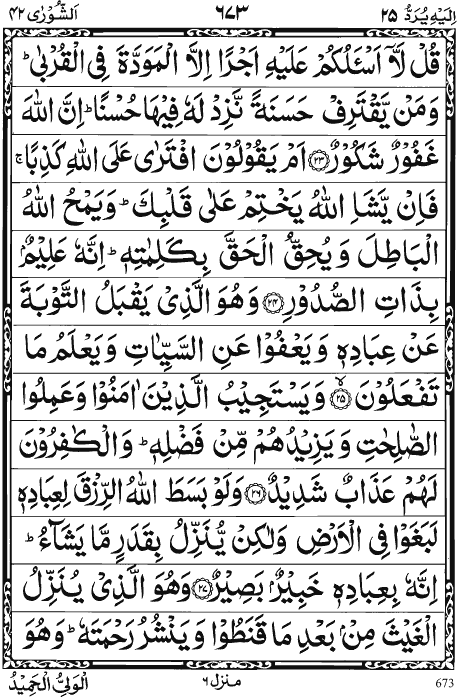 اِلَيْهِ يُرَدُّ ٢٥ ٦٧٣ اَلشُّوْرٰى ٤٢
قُلْ لَّاۤ اَسْـَٔلُكُمْ عَلَيْهِ اَجْرًا اِلَّا الْمَوَدَّةَ فِى الْقُرْبٰىؕ
وَمَنْ يَّقْتَرِفْ حَسَنَةً نَّزِدْ لَهٗ فِيْهَا حُسْنًاؕ اِنَّ اللّٰهَ
غَفُوْرٌ شَكُوْرٌ ﴿٢٣﴾ اَمْ يَقُوْلُوْنَ افْتَرٰى عَلَى اللّٰهِ كَذِبًاۚ
فَاِنْ يَّشَاِ اللّٰهُ يَخْتِمْ عَلٰى قَلْبِكَؕ وَيَمْحُ اللّٰهُ
الْبَاطِلَ وَيُحِقُّ الْحَقَّ بِكَلِمٰتِهٖؕ اِنَّهٗ عَلِيْمٌۢ
بِذَاتِ الصُّدُوْرِ ﴿٢٤﴾ وَهُوَ الَّذِىْ يَقْبَلُ التَّوْبَةَ
عَنْ عِبَادِهٖ وَيَعْفُوْا عَنِ السَّيِّاٰتِ وَيَعْلَمُ مَا
تَفْعَلُوْنَ ﴿٢٥﴾ۙ وَيَسْتَجِيْبُ الَّذِيْنَ اٰمَنُوْا وَعَمِلُوا
الصّٰلِحٰتِ وَيَزِيْدُهُمْ مِّنْ فَضْلِهٖؕ وَالْكٰفِرُوْنَ
لَهُمْ عَذَابٌ شَدِيْدٌ ﴿٢٦﴾ وَلَوْ بَسَطَ اللّٰهُ الرِّزْقَ لِعِبَادِهٖ
لَبَغَوْا فِى الْاَرْضِ وَلٰكِنْ يُّنَزِّلُ بِقَدَرٍ مَّا يَشَآءُؕ
اِنَّهٗ بِعِبَادِهٖ خَبِيْرٌۢ بَصِيْرٌ ﴿٢٧﴾ وَهُوَ الَّذِىْ يُنَزِّلُ
الْغَيْثَ مِنْۢ بَعْدِ مَا قَنَطُوْا وَيَنْشُرُ رَحْمَتَهٗؕ وَهُوَ
673 منزل ٦ الْوَلِىُّ الْحَمِيْدُ